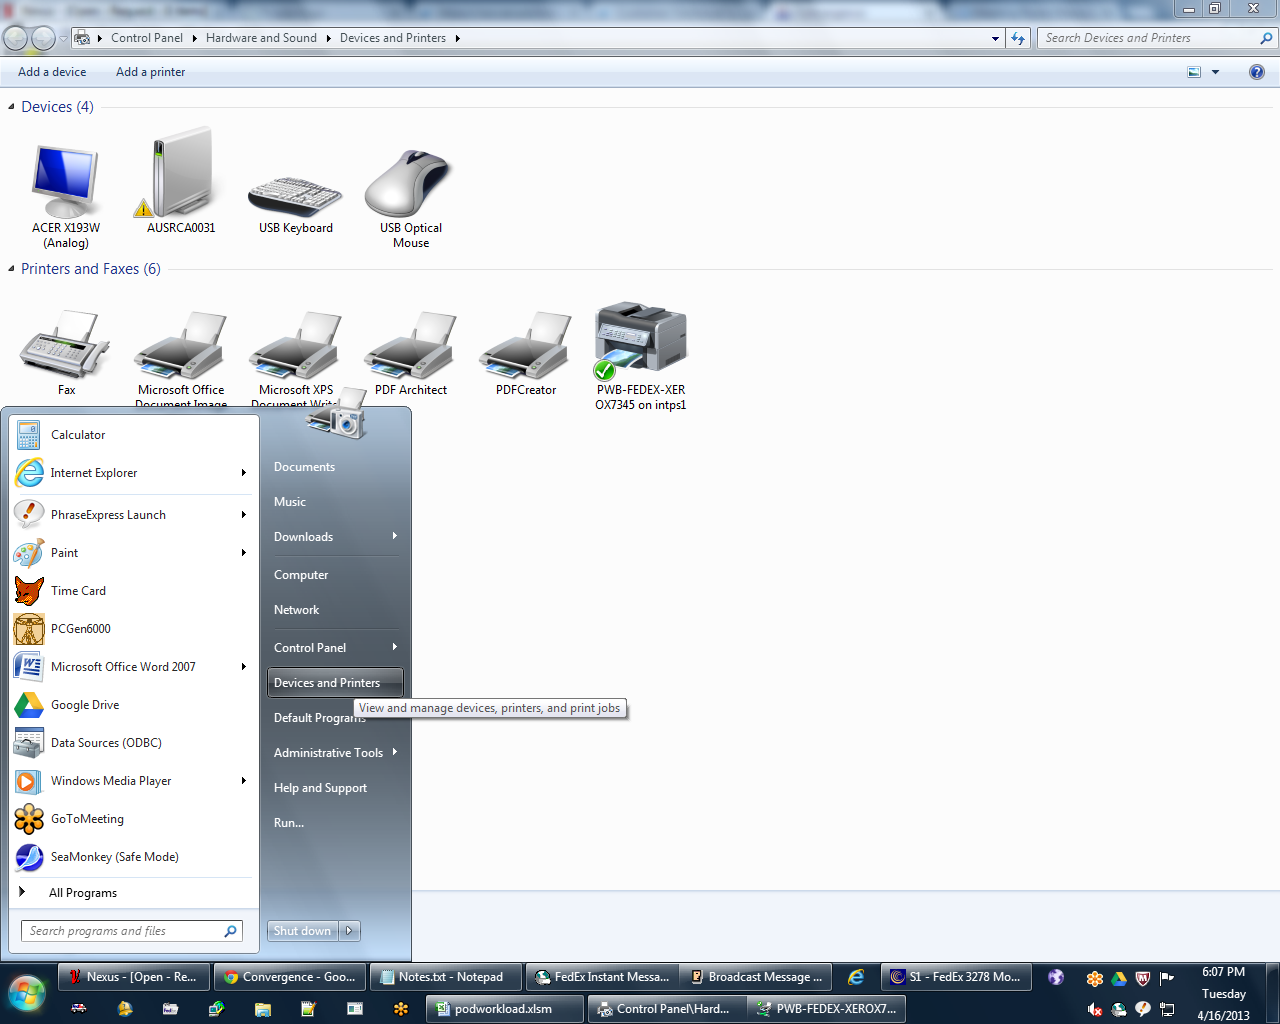 Control Panel Hardware and Sound Devices and Printers
Search Devices and Printers
Add a device Add a printer
Devices (4)
ACER X193W
(Analog)
AUSRCA0031
USB Keyboard
USB Optical
Mouse
Printers and Faxes (6)
Fax
Microsoft Office
Document Image
Microsoft XPS
Document Write
PDF Architect
PDFCreator
PWB-FEDEX-XER
OX7345 on intps1
Calculator
Internet Explorer
PhraseExpress Launch
Paint
Time Card
PCGen6000
Microsoft Office Word 2007
Google Drive
Data Sources (ODBC)
Windows Media Player
GoToMeeting
SeaMonkey (Safe Mode)
All Programs
Search programs and files
Documents
Music
Downloads
Computer
Network
Control Panel
Devices and Printers
View and manage devices, printers, and print jobs
Default Programs
Administrative Tools
Help and Support
Run...
Shut down
Nexus - [Open - Re...
Convergence - Goo...
Notes.txt - Notepad
FedEx Instant Messa...
Broadcast Message ...
S1 - FedEx 3278 Mo...
podworkload.xlsm
Control Panel\Hard...
PWB-FEDEX-XEROX7...
6:07 PM
Tuesday
4/16/2013